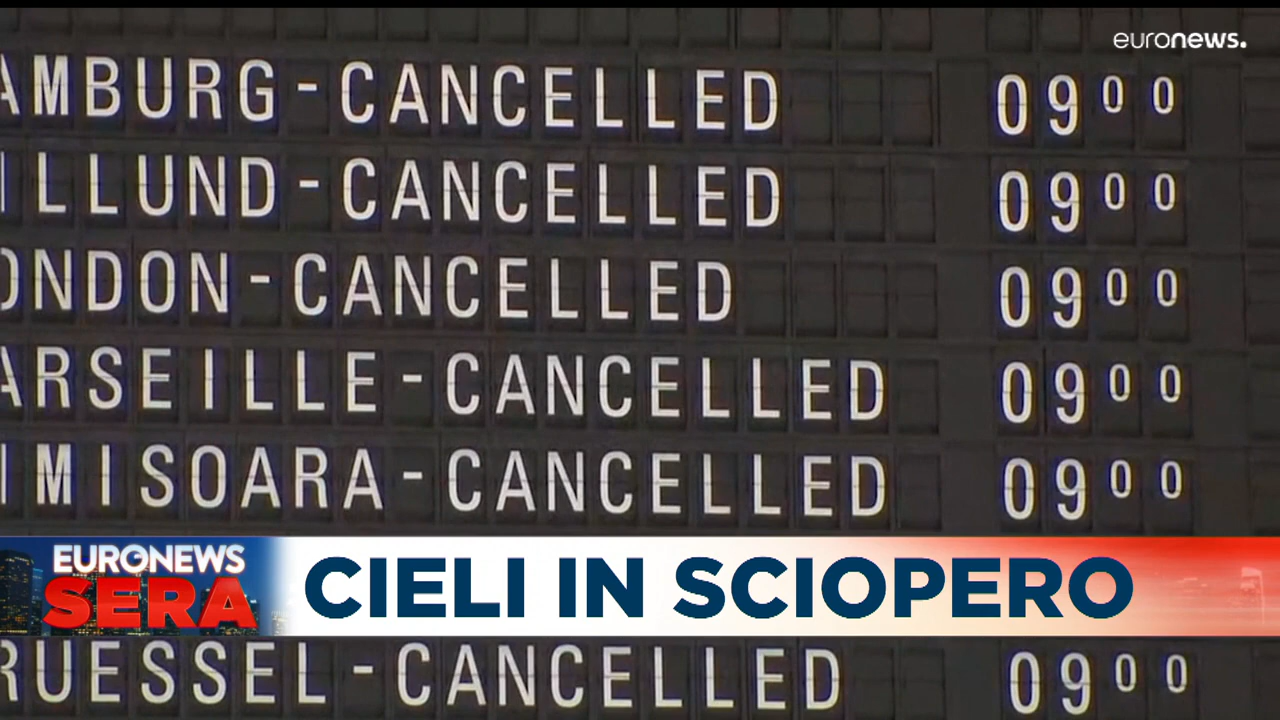 euronews.
AMBURG-CANCELLED 0900
ILLUND-CANCELLED 0900
ONDON-CANCELLED 0900
ARSEILLE-CANCELLED 0900
IMISOARA-CANCELLED 0900
EURONEWS
SERA
CIELI IN SCIOPERO
RUESSEL-CANCELLED 0900